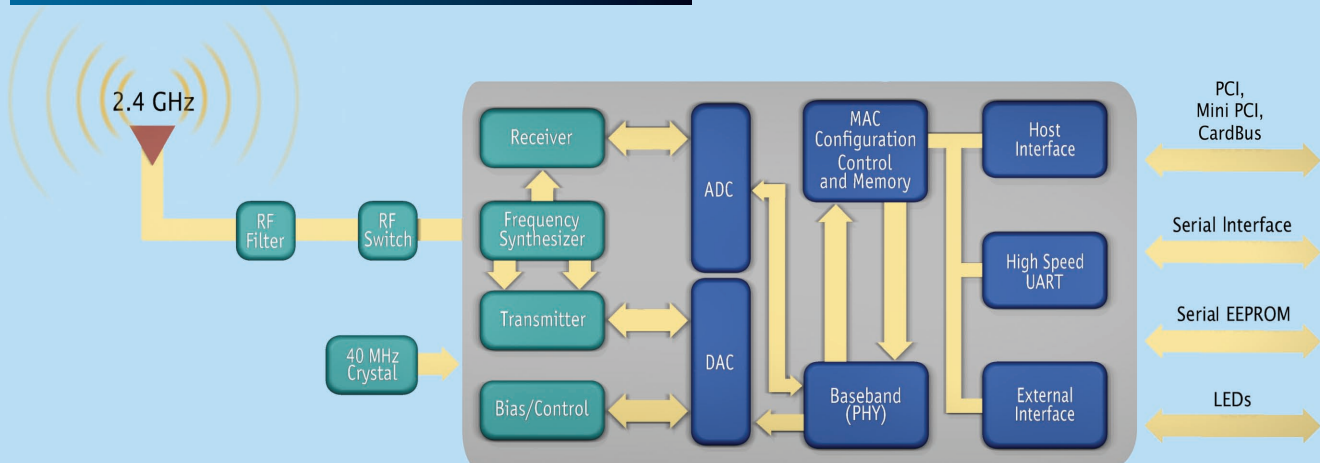 2.4 GHz
RF
Filter
RF
Switch
40 MHz
Crystal
Receiver
Frequency
Synthesizer
Transmitter
Bias/Control
ADC
DAC
MAC
Configuration
Control
and Memory
Baseband
(PHY)
Host
Interface
High Speed
UART
External
Interface
PCI,
Mini PCI,
CardBus
Serial Interface
Serial EEPROM
LEDs